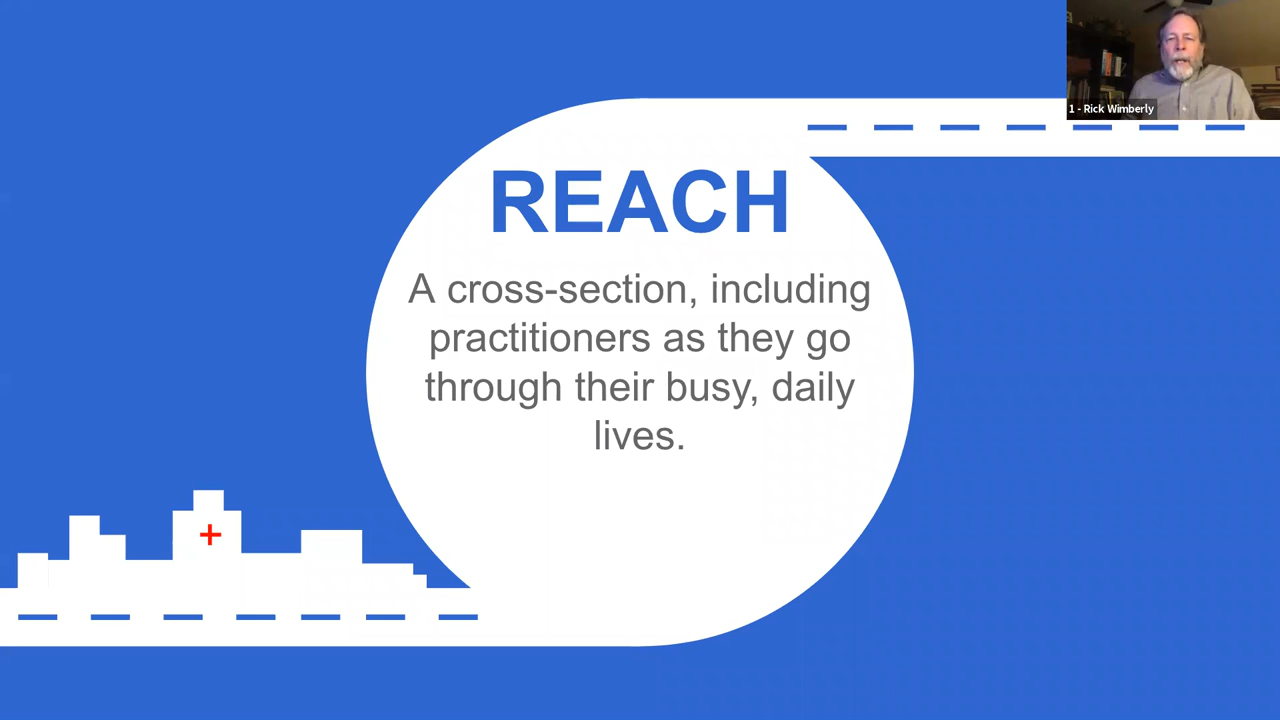 1 - Rick Wimberly
REACH
A cross-section, including
practitioners as they go
through their busy, daily
lives.